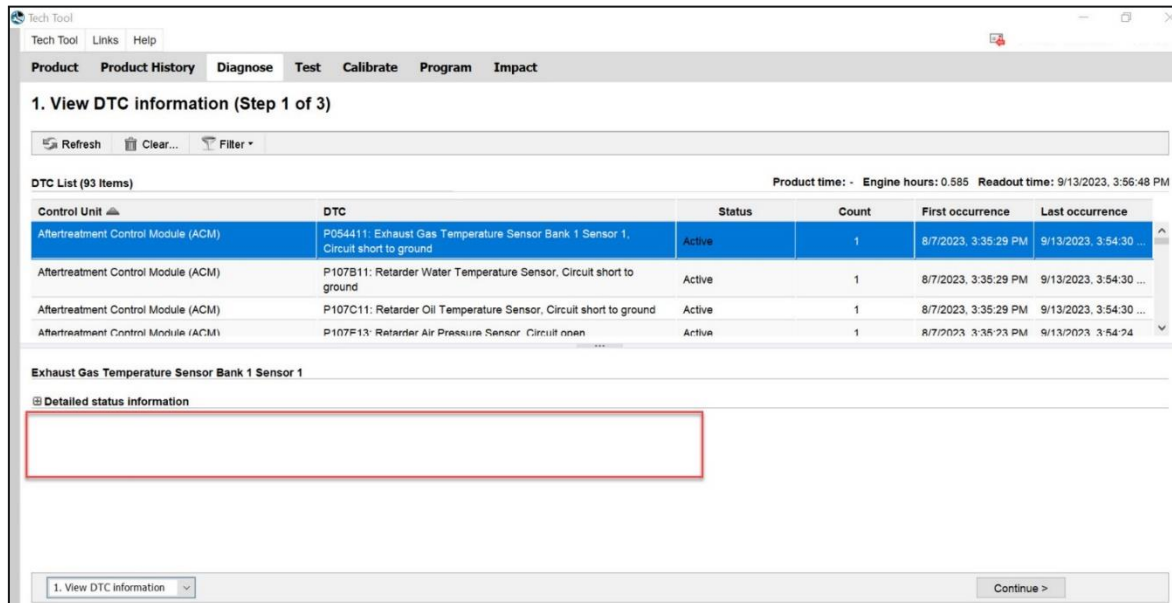 Tech Tool
Tech Tool Links Help
Product Product History Diagnose Test Calibrate Program Impact
1. View DTC information (Step 1 of 3)
Refresh Clear... Filter
DTC List (93 Items) Product time: - Engine hours: 0.585 Readout time: 9/13/2023, 3:56:48 PM
Control Unit DTC Status Count First occurrence Last occurrence
Aftertreatment Control Module (ACM) P054411: Exhaust Gas Temperature Sensor Bank 1 Sensor 1,
Circuit short to ground Active 1 8/7/2023, 3:35:29 PM 9/13/2023, 3:54:30 ...
Aftertreatment Control Module (ACM) P107B11: Retarder Water Temperature Sensor, Circuit short to
ground Active 1 8/7/2023, 3:35:29 PM 9/13/2023, 3:54:30 ...
Aftertreatment Control Module (ACM) P107C11: Retarder Oil Temperature Sensor, Circuit short to ground Active 1 8/7/2023, 3:35:29 PM 9/13/2023, 3:54:30 ...
Aftertreatment Control Module (ACM) P107F13: Retarder Air Pressure Sensor, Circuit open Active 1 8/7/2023, 3:35:23 PM 9/13/2023, 3:54:24
Exhaust Gas Temperature Sensor Bank 1 Sensor 1
Detailed status information
1. View DTC information Continue >